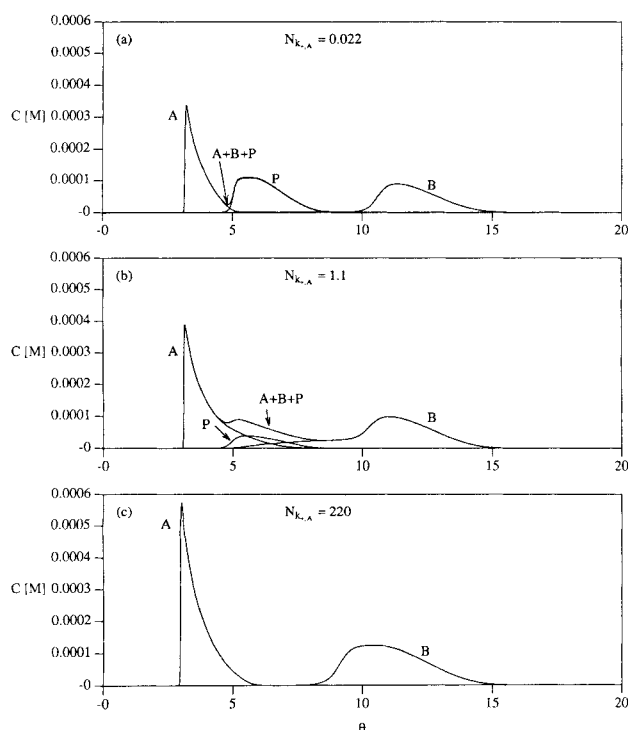 0.0006
(a)
N_{k_{-,A}} = 0.022
0.0005
0.0004
C [M] 0.0003
A
0.0002
A+B+P
P
B
0.0001
-0
-0
5
10
15
20
0.0006
(b)
N_{k_{-,A}} = 1.1
0.0005
0.0004
C [M] 0.0003
A
0.0002
A+B+P
P
B
0.0001
-0
-0
5
10
15
20
0.0006
(c)
N_{k_{-,A}} = 220
A
0.0005
0.0004
C [M] 0.0003
0.0002
B
0.0001
-0
-0
5
10
15
20
θ